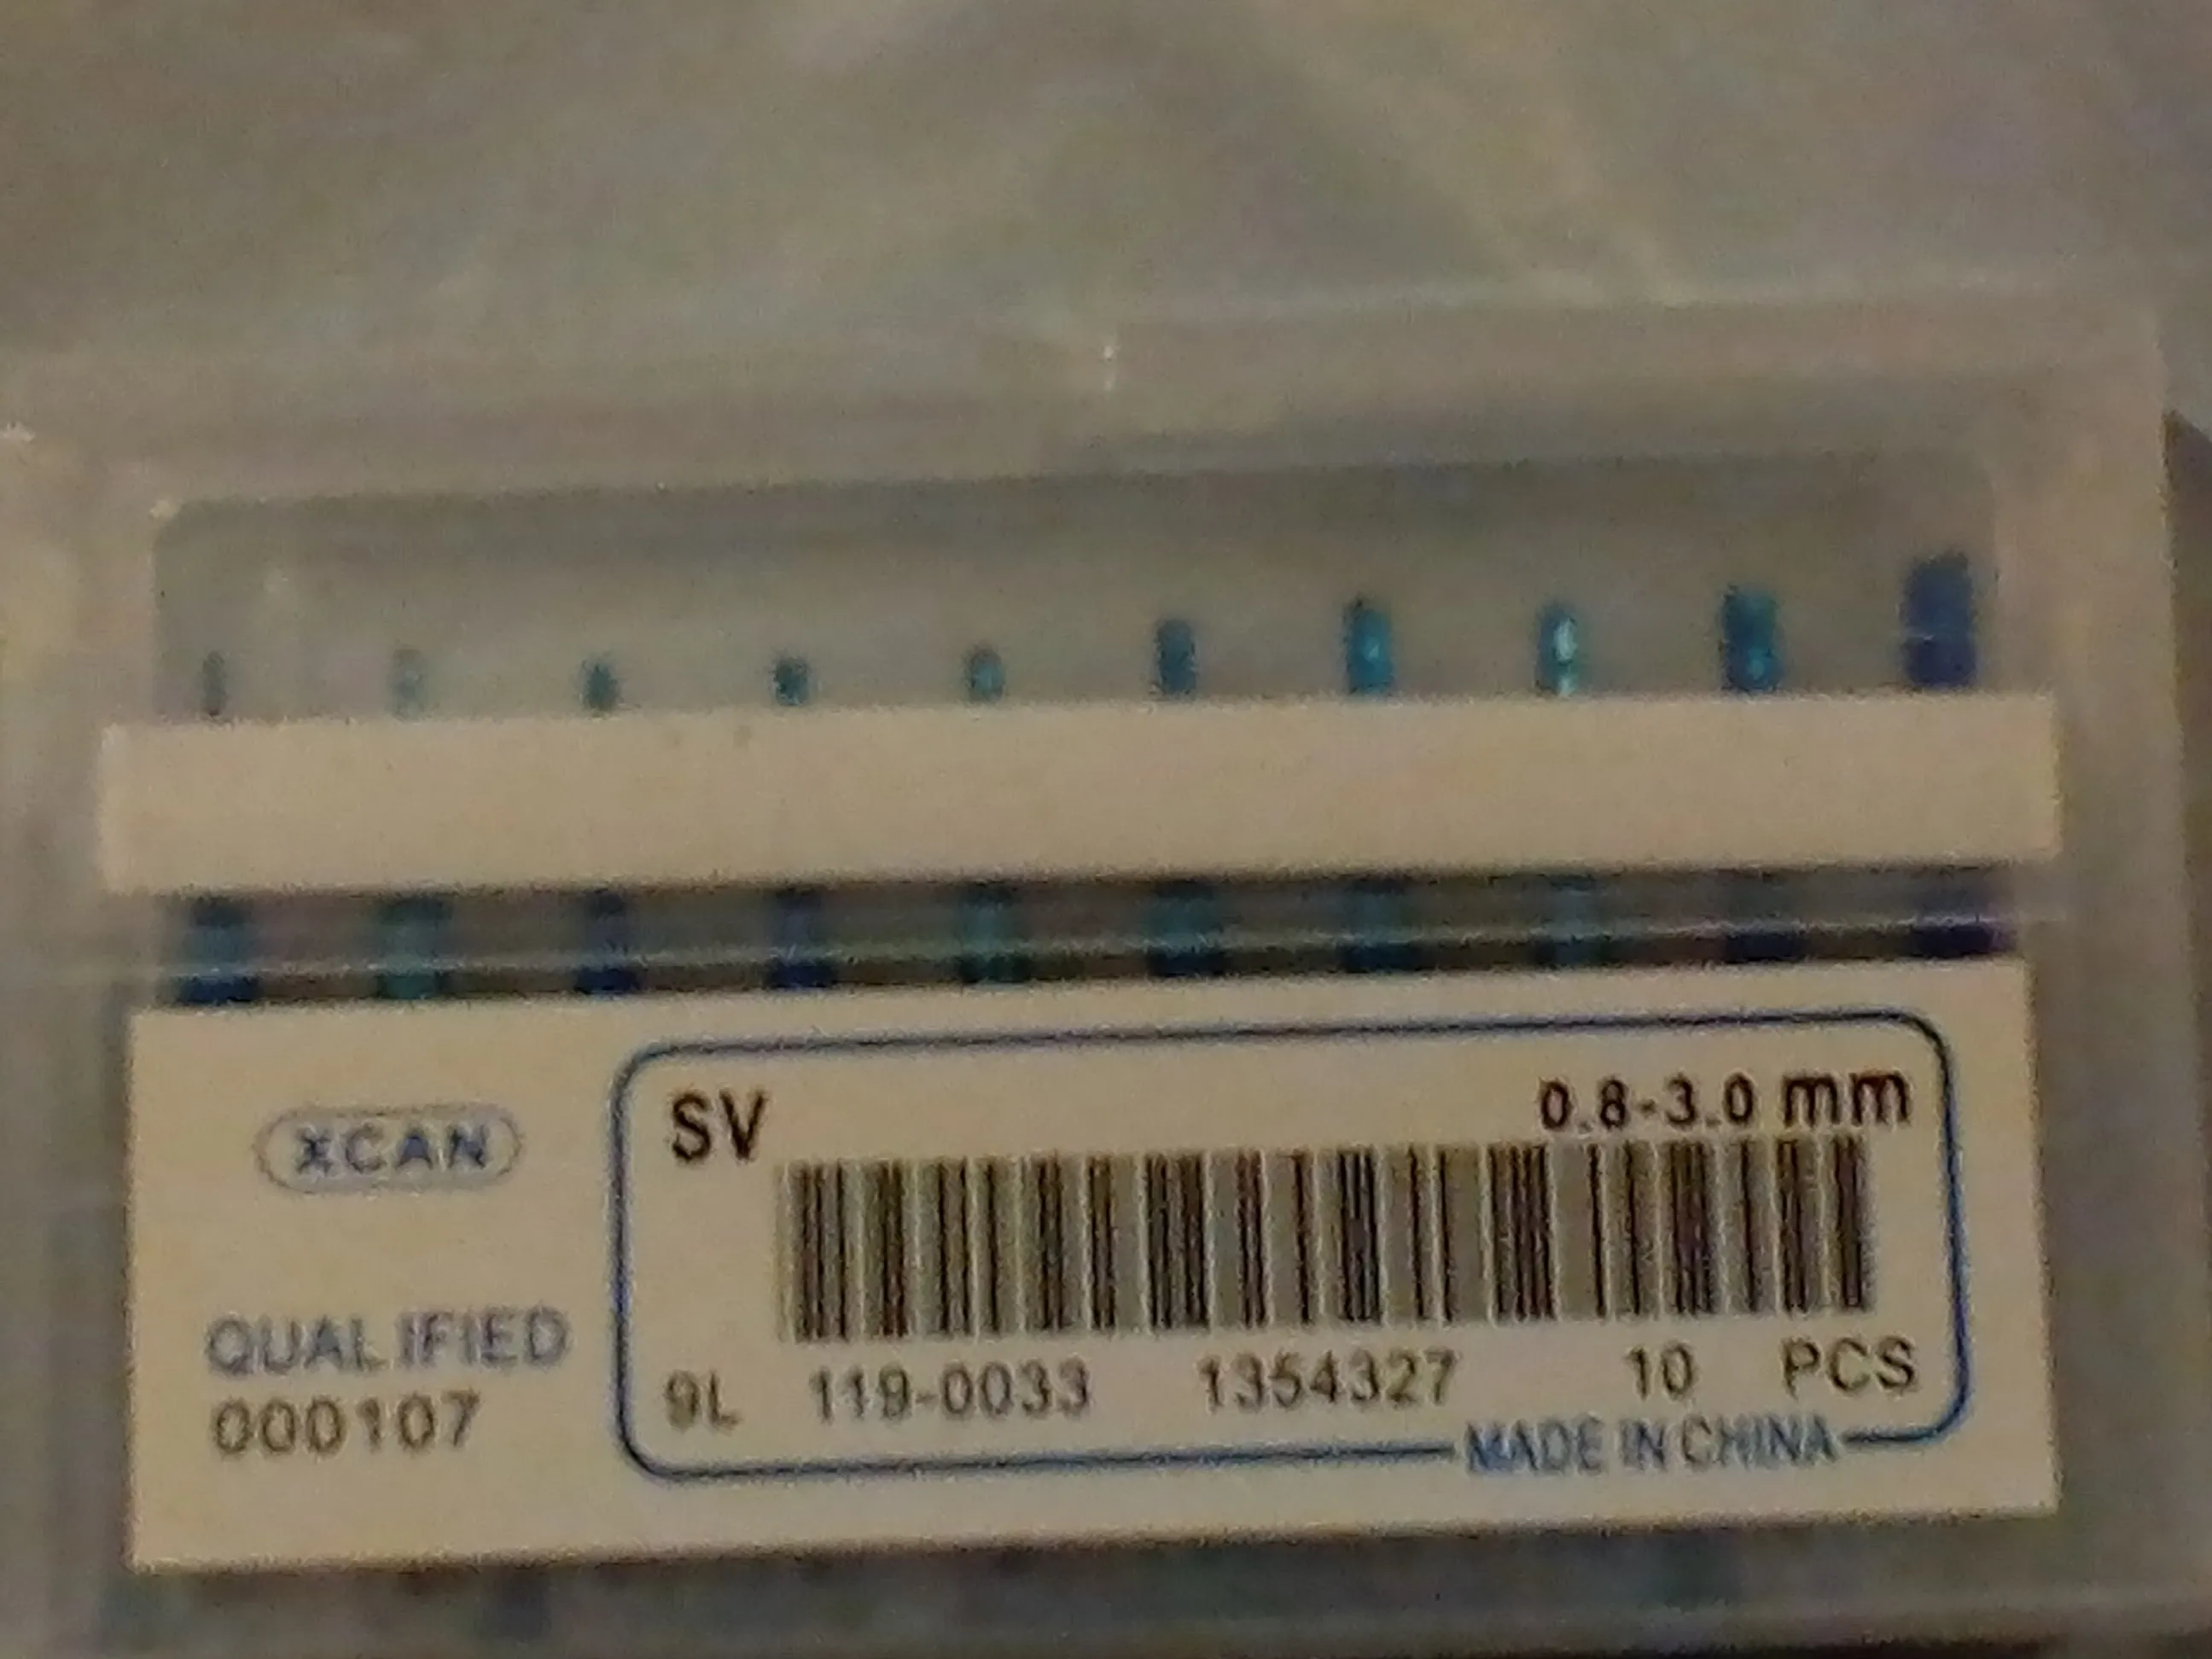 XCAN
QUALIFIED
000107
SV 0.8-3.0 mm
9L 119-0033 1354327 10 PCS
MADE IN CHINA